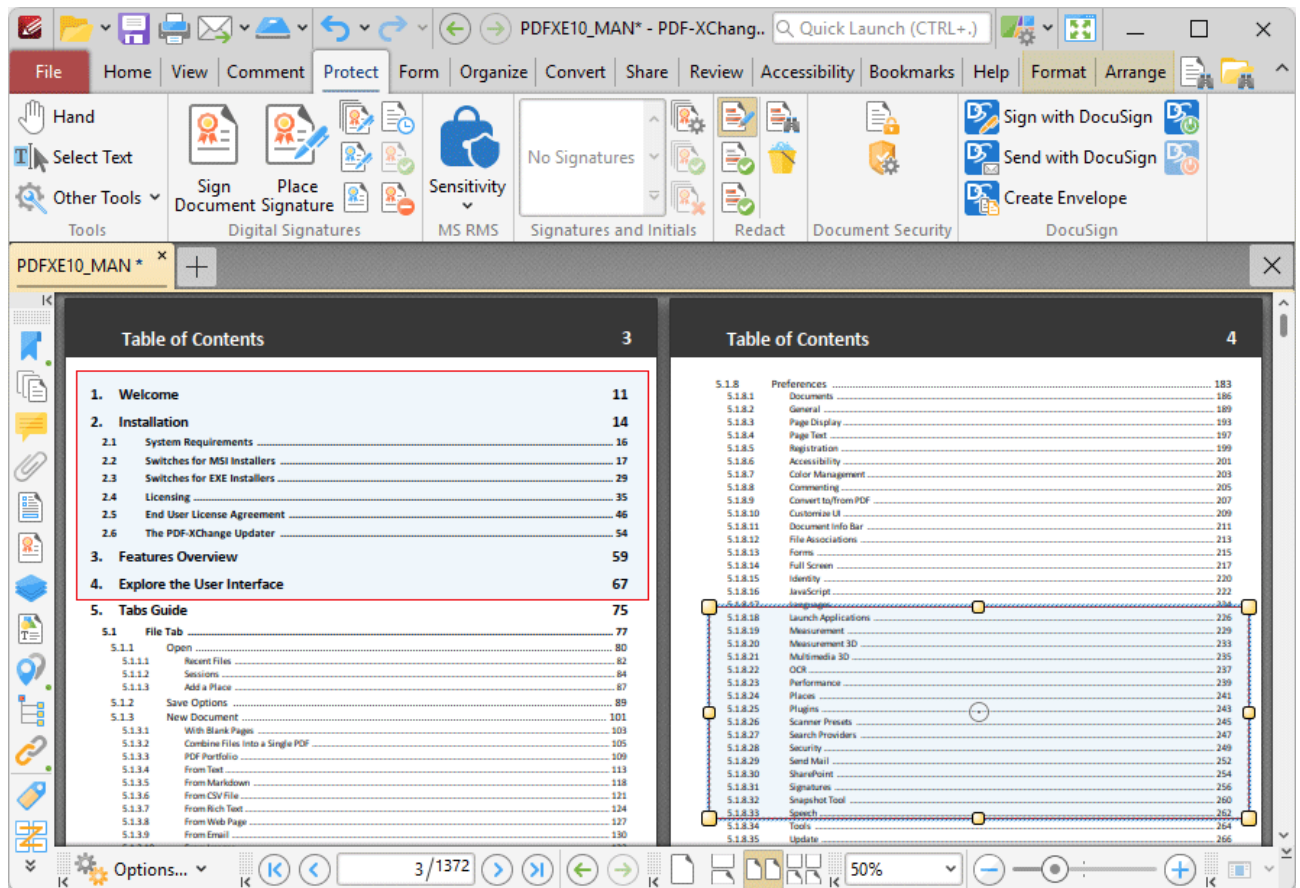 PDFXE10_MAN* - PDF-XChang.. Quick Launch (CTRL+.)
File Home View Comment Protect Form Organize Convert Share Review Accessibility Bookmarks Help Format Arrange
Hand
Select Text
Other Tools
Tools
Sign Document
Place Signature
Digital Signatures
Sensitivity
MS RMS
No Signatures
Signatures and Initials
Redact
Document Security
Sign with DocuSign
Send with DocuSign
Create Envelope
DocuSign
PDFXE10_MAN *
Table of Contents 3
1. Welcome 11
2. Installation 14
2.1 System Requirements 16
2.2 Switches for MSI Installers 17
2.3 Switches for EXE Installers 29
2.4 Licensing 35
2.5 End User License Agreement 46
2.6 The PDF-XChange Updater 54
3. Features Overview 59
4. Explore the User Interface 67
5. Tabs Guide 75
5.1 File Tab 77
5.1.1 Open 80
5.1.1.1 Recent Files 82
5.1.1.2 Sessions 84
5.1.1.3 Add a Place 87
5.1.2 Save Options 89
5.1.3 New Document 101
5.1.3.1 With Blank Pages 103
5.1.3.2 Combine Files Into a Single PDF 105
5.1.3.3 PDF Portfolio 109
5.1.3.4 From Text 113
5.1.3.5 From Markdown 118
5.1.3.6 From CSV File 121
5.1.3.7 From Rich Text 124
5.1.3.8 From Web Page 127
5.1.3.9 From Email 130
Table of Contents 4
5.1.8 Preferences 183
5.1.8.1 Documents 186
5.1.8.2 General 189
5.1.8.3 Page Display 193
5.1.8.4 Page Text 197
5.1.8.5 Registration 199
5.1.8.6 Accessibility 201
5.1.8.7 Color Management 203
5.1.8.8 Commenting 205
5.1.8.9 Convert to/from PDF 207
5.1.8.10 Customize UI 209
5.1.8.11 Document Info Bar 211
5.1.8.12 File Associations 213
5.1.8.13 Forms 215
5.1.8.14 Full Screen 217
5.1.8.15 Identity 220
5.1.8.16 JavaScript 222
5.1.8.17 Languages 224
5.1.8.18 Launch Applications 226
5.1.8.19 Measurement 229
5.1.8.20 Measurement 3D 233
5.1.8.21 Multimedia 3D 235
5.1.8.22 OCR 237
5.1.8.23 Performance 239
5.1.8.24 Places 241
5.1.8.25 Plugins 243
5.1.8.26 Scanner Presets 245
5.1.8.27 Search Providers 247
5.1.8.28 Security 249
5.1.8.29 Send Mail 252
5.1.8.30 SharePoint 254
5.1.8.31 Signatures 256
5.1.8.32 Snapshot Tool 260
5.1.8.33 Speech 262
5.1.8.34 Tools 264
5.1.8.35 Update 266
Options... 3/1372 50%